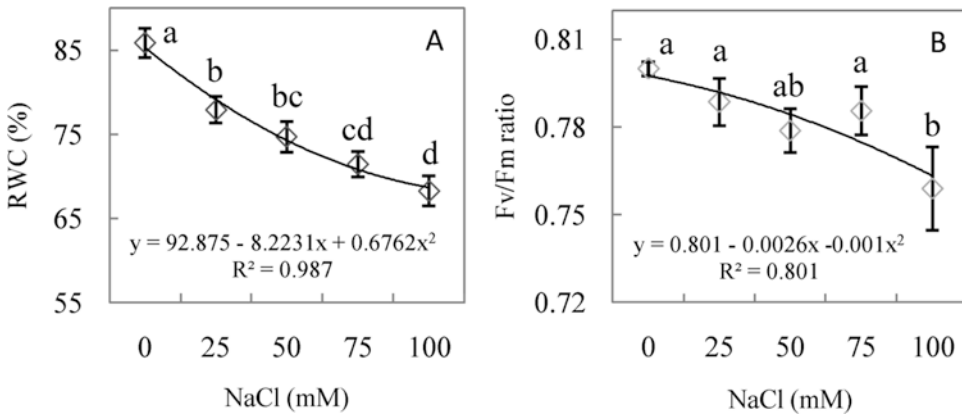 A
RWC (%)
85
75
65
55
a
b
bc
cd
d
y = 92.875 - 8.2231x + 0.6762x²
R² = 0.987
0
25
50
75
100
NaCl (mM)
B
Fv/Fm ratio
0.81
0.78
0.75
0.72
a
a
ab
a
b
y = 0.801 - 0.0026x -0.001x²
R² = 0.801
0
25
50
75
100
NaCl (mM)